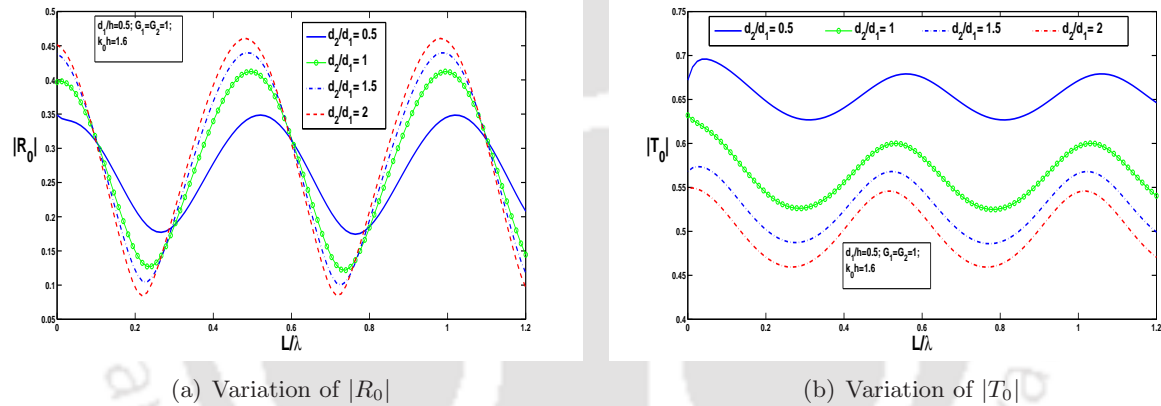 d₁/h=0.5; G₁=G₂=1;
k₀h=1.6
d₂/d₁= 0.5
d₂/d₁= 1
d₂/d₁= 1.5
d₂/d₁= 2
|R₀|
0.5
0.45
0.4
0.35
0.3
0.25
0.2
0.15
0.1
0.05
0 0.2 0.4 0.6 0.8 1 1.2
L/λ
(a) Variation of |R₀|
d₂/d₁= 0.5 d₂/d₁= 1 d₂/d₁= 1.5 d₂/d₁= 2
|T₀|
0.75
0.7
0.65
0.6
0.55
0.5
0.45
0.4
d₁/h=0.5; G₁=G₂=1;
k₀h=1.6
0 0.2 0.4 0.6 0.8 1 1.2
L/λ
(b) Variation of |T₀|